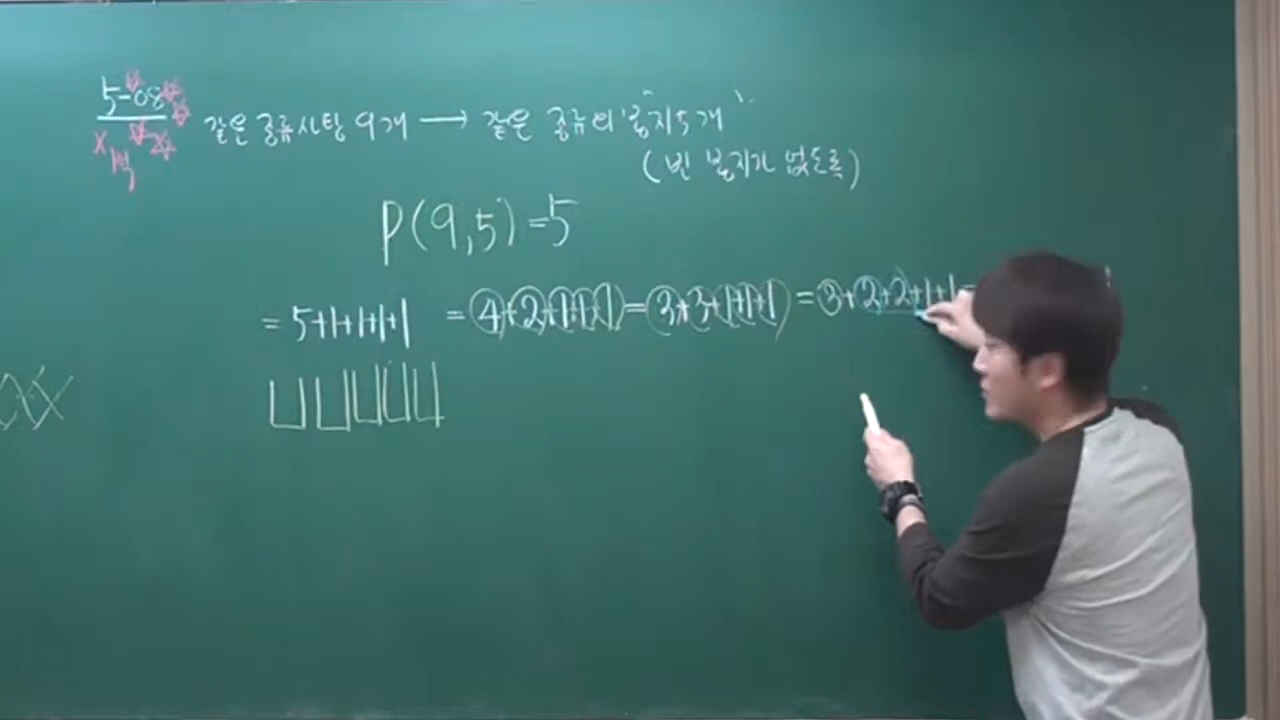 5-08
같은 종류 사탕 9개 → 같은 종류의 봉지 5개
(빈 봉지가 없도록)
P(9,5)=5
= 5+1+1+1+1 = 4+2+1+1+1 = 3+3+1+1+1 = 3+2+2+1+1=